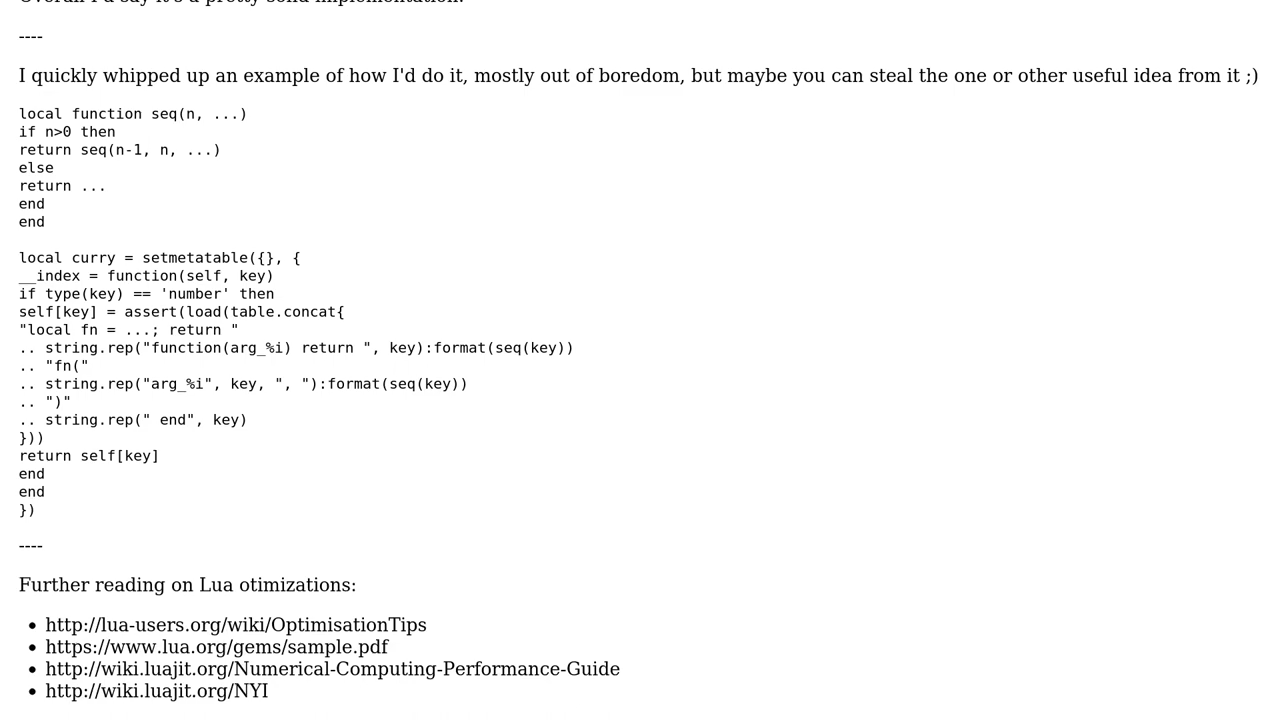 Overall I'd say it's a pretty solid implementation.
----
I quickly whipped up an example of how I'd do it, mostly out of boredom, but maybe you can steal the one or other useful idea from it ;)
local function seq(n, ...)
if n>0 then
return seq(n-1, n, ...)
else
return ...
end
end
local curry = setmetatable({}, {
__index = function(self, key)
if type(key) == 'number' then
self[key] = assert(load(table.concat{
"local fn = ...; return "
.. string.rep("function(arg_%i) return ", key):format(seq(key))
.. "fn("
.. string.rep("arg_%i", key, ", "):format(seq(key))
.. ")"
.. string.rep(" end", key)
}))
return self[key]
end
end
})
----
Further reading on Lua otimizations:
• http://lua-users.org/wiki/OptimisationTips
• https://www.lua.org/gems/sample.pdf
• http://wiki.luajit.org/Numerical-Computing-Performance-Guide
• http://wiki.luajit.org/NYI